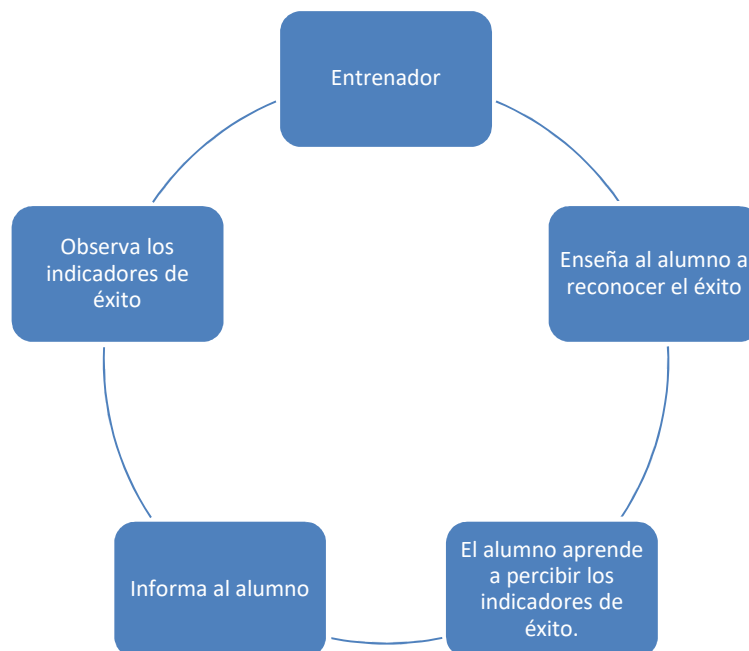 Entrenador
Enseña al alumno a
reconocer el éxito
El alumno aprende
a percibir los
indicadores de
éxito.
Informa al alumno
Observa los
indicadores de
éxito